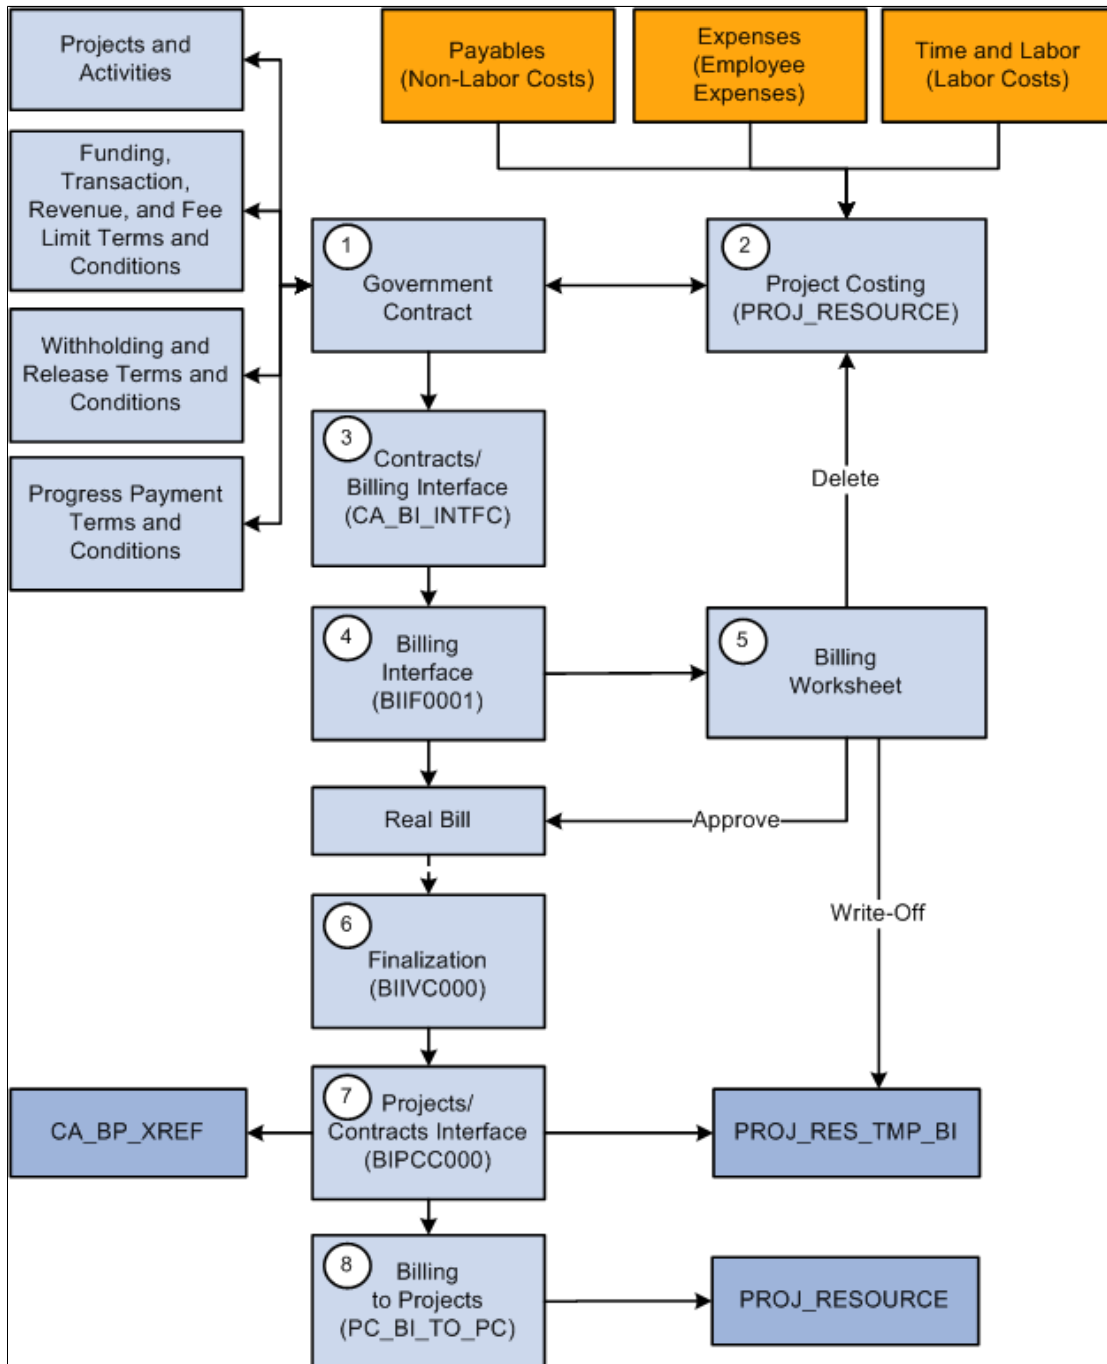 Projects and
Activities
Payables
(Non-Labor Costs)
Expenses
(Employee
Expenses)
Time and Labor
(Labor Costs)
Funding,
Transaction,
Revenue, and Fee
Limit Terms and
Conditions
1
Government
Contract
2
Project Costing
(PROJ_RESOURCE)
Withholding and
Release Terms and
Conditions
3
Contracts/
Billing Interface
(CA_BI_INTFC)
Progress Payment
Terms and
Conditions
Delete
4
Billing
Interface
(BIIF0001)
5
Billing
Worksheet
Real Bill
Approve
Write-Off
6
Finalization
(BIIVC000)
7
Projects/
Contracts Interface
(BIPCC000)
CA_BP_XREF
PROJ_RES_TMP_BI
8
Billing
to Projects
(PC_BI_TO_PC)
PROJ_RESOURCE